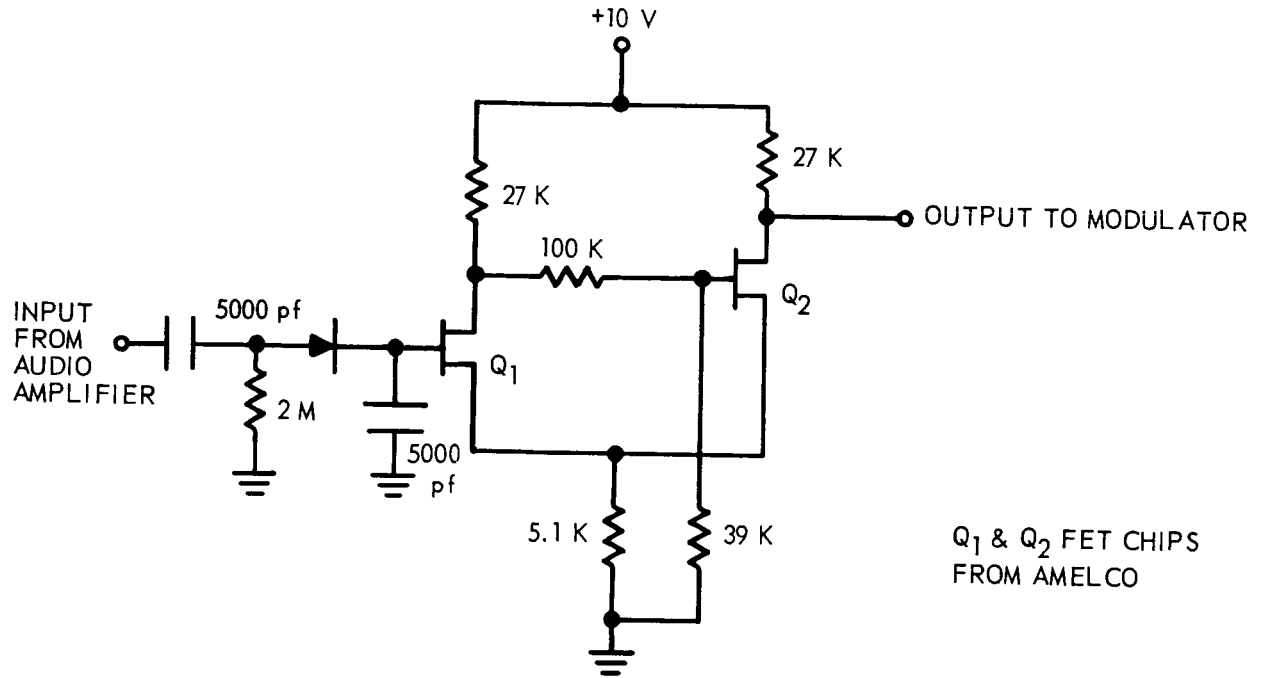 +10 V
27 K
27 K
OUTPUT TO MODULATOR
100 K
Q2
INPUT
FROM
AUDIO
AMPLIFIER
5000 pf
Q1
2 M
5000
pf
5.1 K
39 K
Q1 & Q2 FET CHIPS
FROM AMELCO